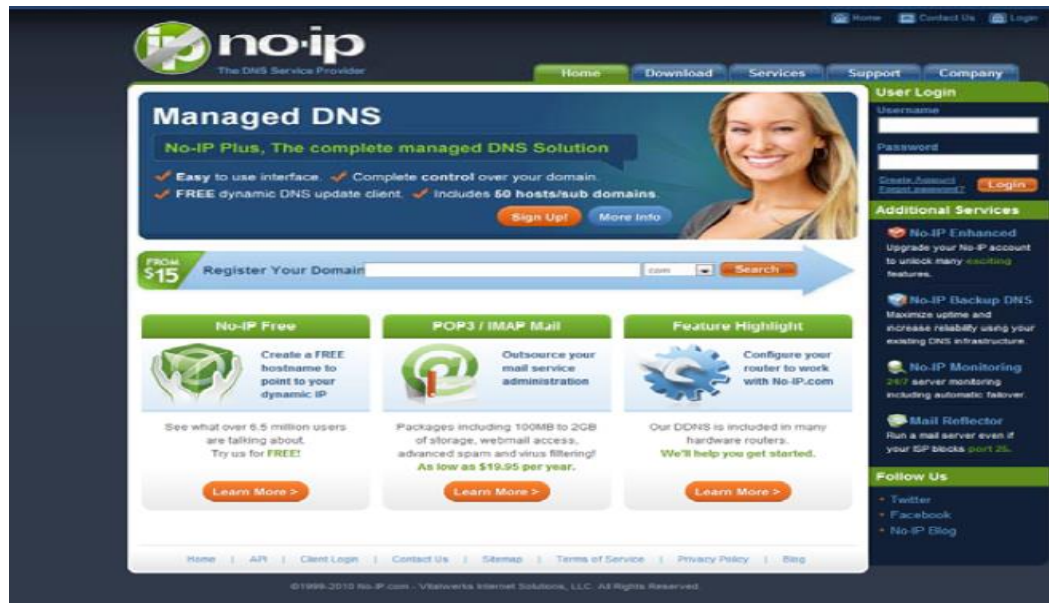 Home Contact Us Login
no·ip
The DNS Service Provider
Home Download Services Support Company
Managed DNS
No-IP Plus, The complete managed DNS Solution
Easy to use interface. Complete control over your domain.
FREE dynamic DNS update client. Includes 50 hosts/sub domains.
Sign Up! More Info
FROM
$15
Register Your Domain
com
Search
No-IP Free
Create a FREE
hostname to
point to your
dynamic IP
See what over 6.5 million users
are talking about.
Try us for FREE!
Learn More >
POP3 / IMAP Mail
Outsource your
mail service
administration
Packages including 100MB to 2GB
of storage, webmail access,
advanced spam and virus filtering!
As low as $19.95 per year.
Learn More >
Feature Highlight
Configure your
router to work
with No-IP.com
Our DDNS is included in many
hardware routers.
We'll help you get started.
Learn More >
User Login
Username
Password
Create Account
Forgot password?
Login
Additional Services
No-IP Enhanced
Upgrade your No-IP account
to unlock many exciting
features.
No-IP Backup DNS
Maximize uptime and
increase reliability using your
existing DNS infrastructure.
No-IP Monitoring
24/7 server monitoring
including automatic failover.
Mail Reflector
Run a mail server even if
your ISP blocks port 25.
Follow Us
Twitter
Facebook
No-IP Blog
Home | API | Client Login | Contact Us | Sitemap | Terms of Service | Privacy Policy | Blog
©1999-2010 No-IP.com - Vitalwerks Internet Solutions, LLC. All Rights Reserved.